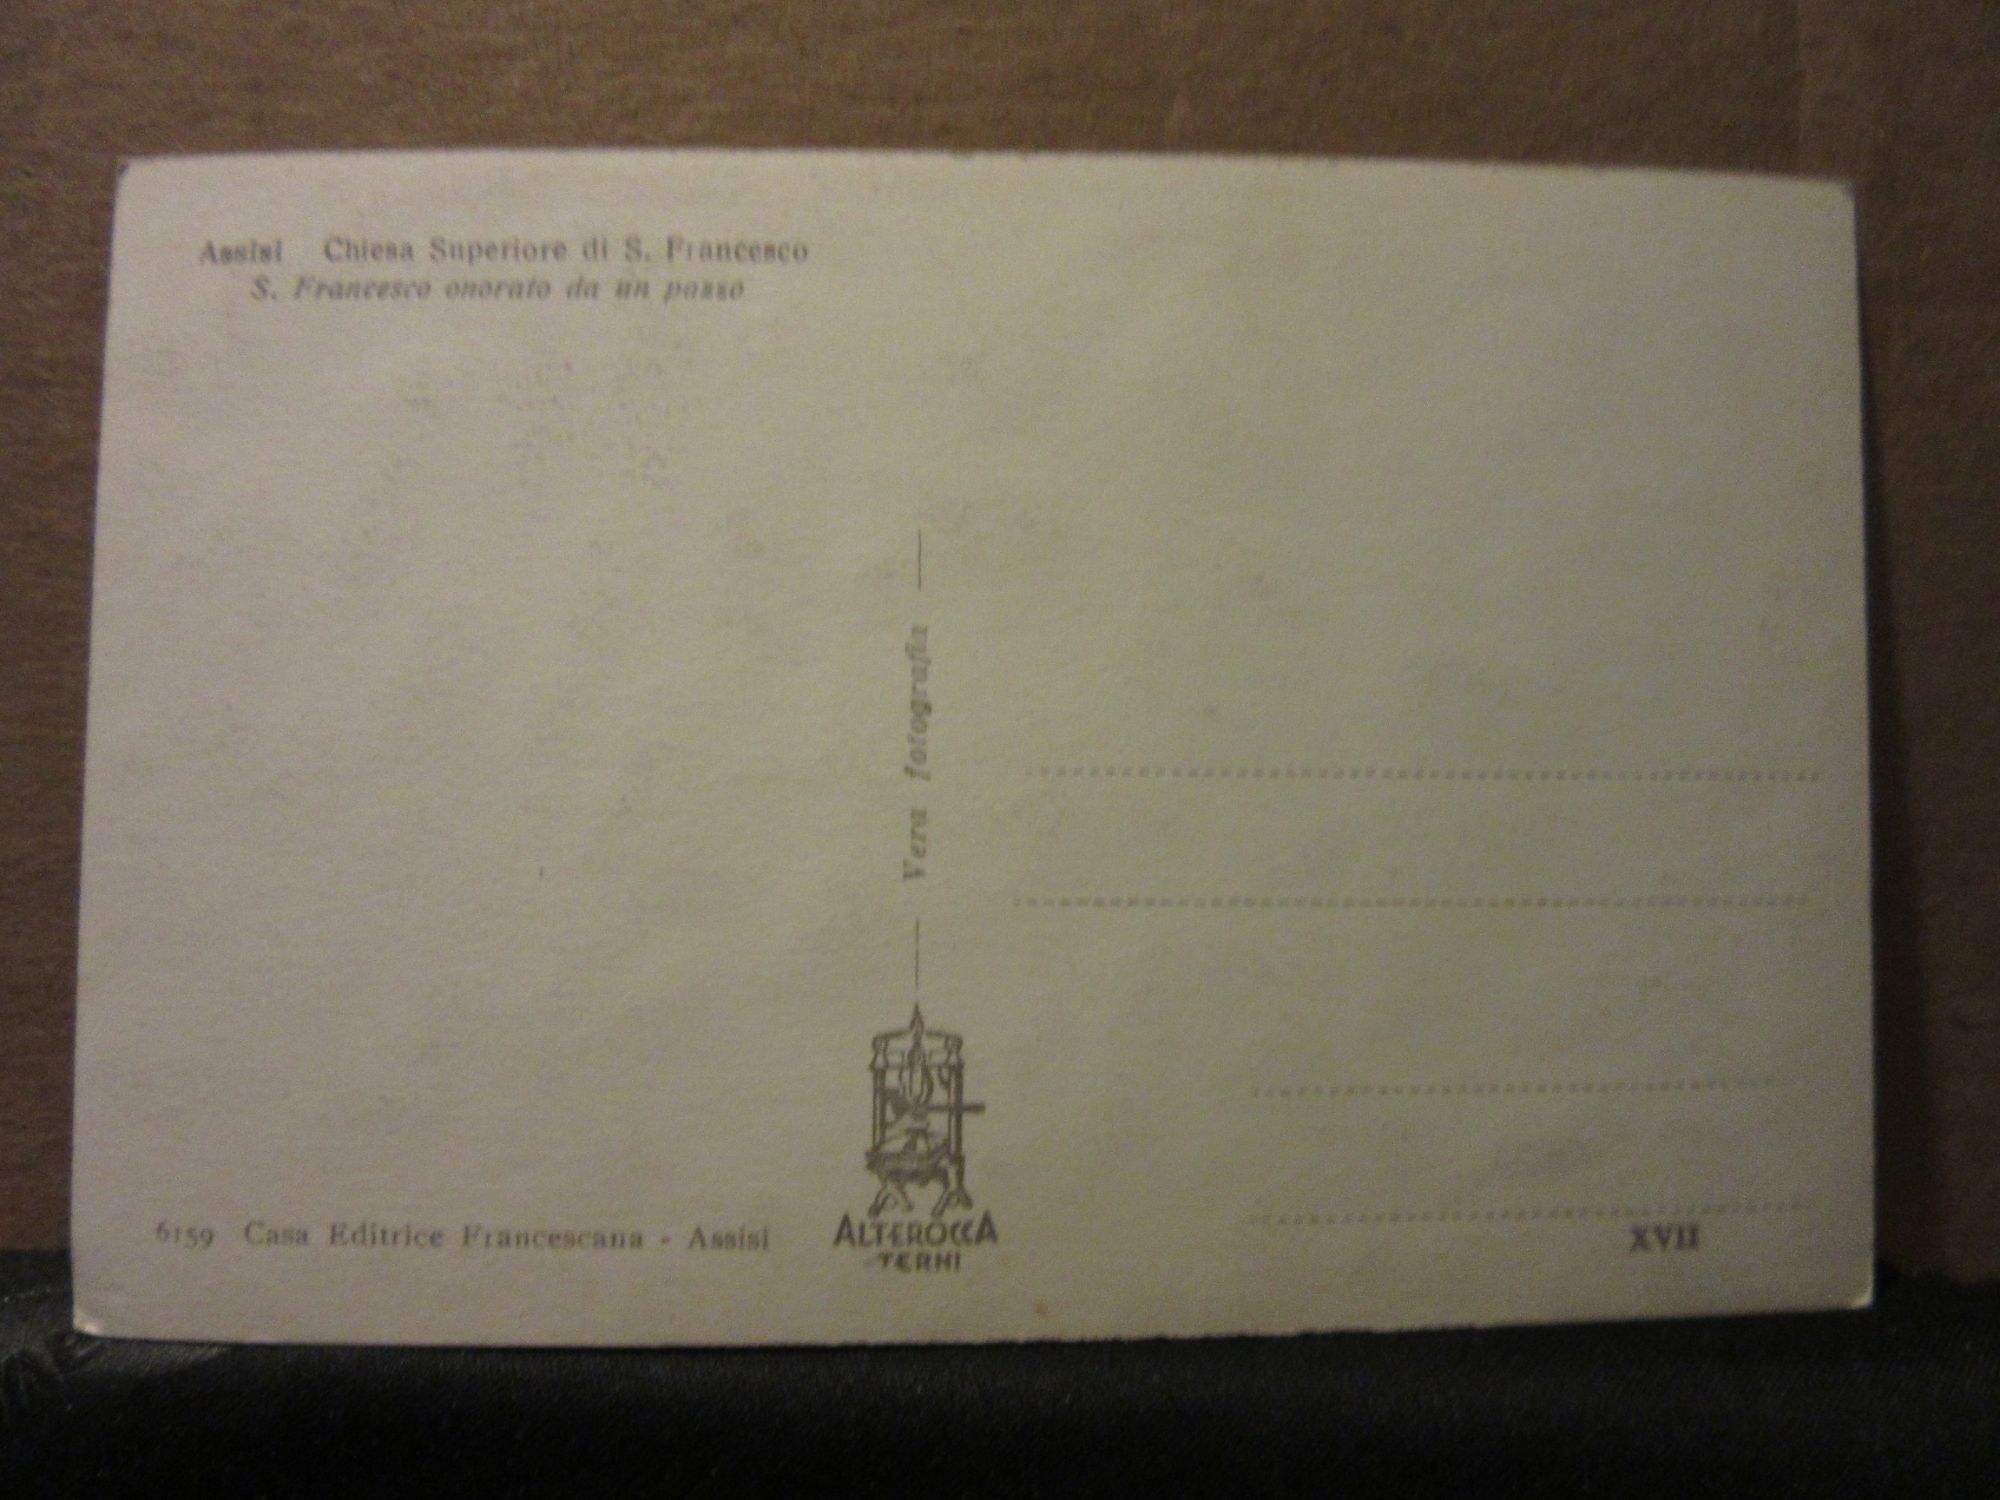 Assisi Chiesa Superiore di S. Francesco
S. Francesco onorato da un pazzo
Vera fotografia
6159 Casa Editrice Francescana - Assisi
ALTEROCCA
TERNI
XVII